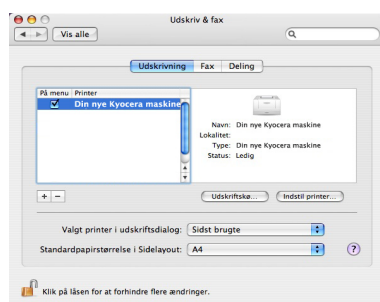 Udskriv & fax
Vis alle
Udskrivning Fax Deling
På menu Printer
Din nye Kyocera maskine
Navn: Din nye Kyocera maskine
Lokalitet:
Type: Din nye Kyocera maskine
Status: Ledig
+ −
Udskriftskø... Indstil printer...
Valgt printer i udskriftsdialog: Sidst brugte
Standardpapirstørrelse i Sidelayout: A4 ?
Klik på låsen for at forhindre flere ændringer.